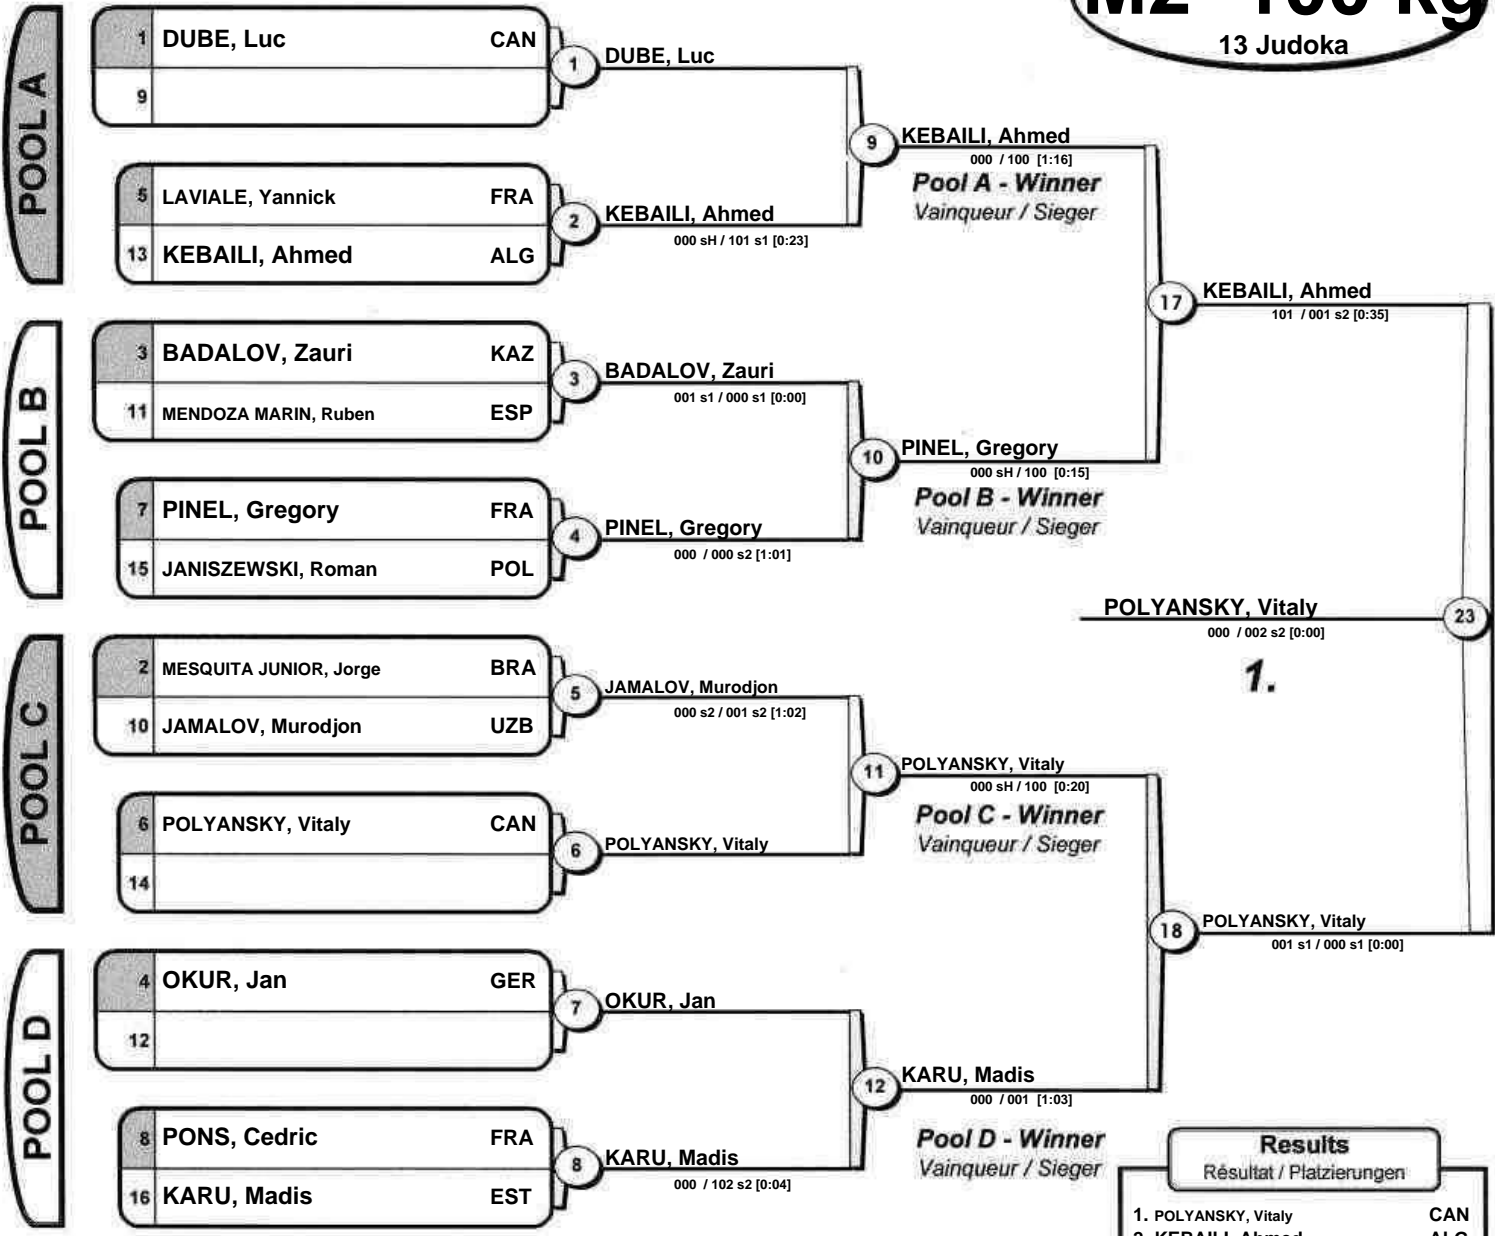 M2 -100 kg
13 Judoka
POOL A
1 DUBE, Luc CAN
9
1 DUBE, Luc
5 LAVIALE, Yannick FRA
13 KEBAILI, Ahmed ALG
2 KEBAILI, Ahmed
000 sH / 101 s1 [0:23]
9 KEBAILI, Ahmed
000 / 100 [1:16]
Pool A - Winner
Vainqueur / Sieger
POOL B
3 BADALOV, Zauri KAZ
11 MENDOZA MARIN, Ruben ESP
3 BADALOV, Zauri
001 s1 / 000 s1 [0:00]
7 PINEL, Gregory FRA
15 JANISZEWSKI, Roman POL
4 PINEL, Gregory
000 / 000 s2 [1:01]
10 PINEL, Gregory
000 sH / 100 [0:15]
Pool B - Winner
Vainqueur / Sieger
17 KEBAILI, Ahmed
101 / 001 s2 [0:35]
POOL C
2 MESQUITA JUNIOR, Jorge BRA
10 JAMALOV, Murodjon UZB
5 JAMALOV, Murodjon
000 s2 / 001 s2 [1:02]
6 POLYANSKY, Vitaly CAN
14
6 POLYANSKY, Vitaly
11 POLYANSKY, Vitaly
000 sH / 100 [0:20]
Pool C - Winner
Vainqueur / Sieger
POOL D
4 OKUR, Jan GER
12
7 OKUR, Jan
8 PONS, Cedric FRA
16 KARU, Madis EST
8 KARU, Madis
000 / 102 s2 [0:04]
12 KARU, Madis
000 / 001 [1:03]
Pool D - Winner
Vainqueur / Sieger
18 POLYANSKY, Vitaly
001 s1 / 000 s1 [0:00]
POLYANSKY, Vitaly 23
000 / 002 s2 [0:00]
1.
Results
Résultat / Platzierungen
1. POLYANSKY, Vitaly CAN
2. KEBAILI, Ahmed ALG